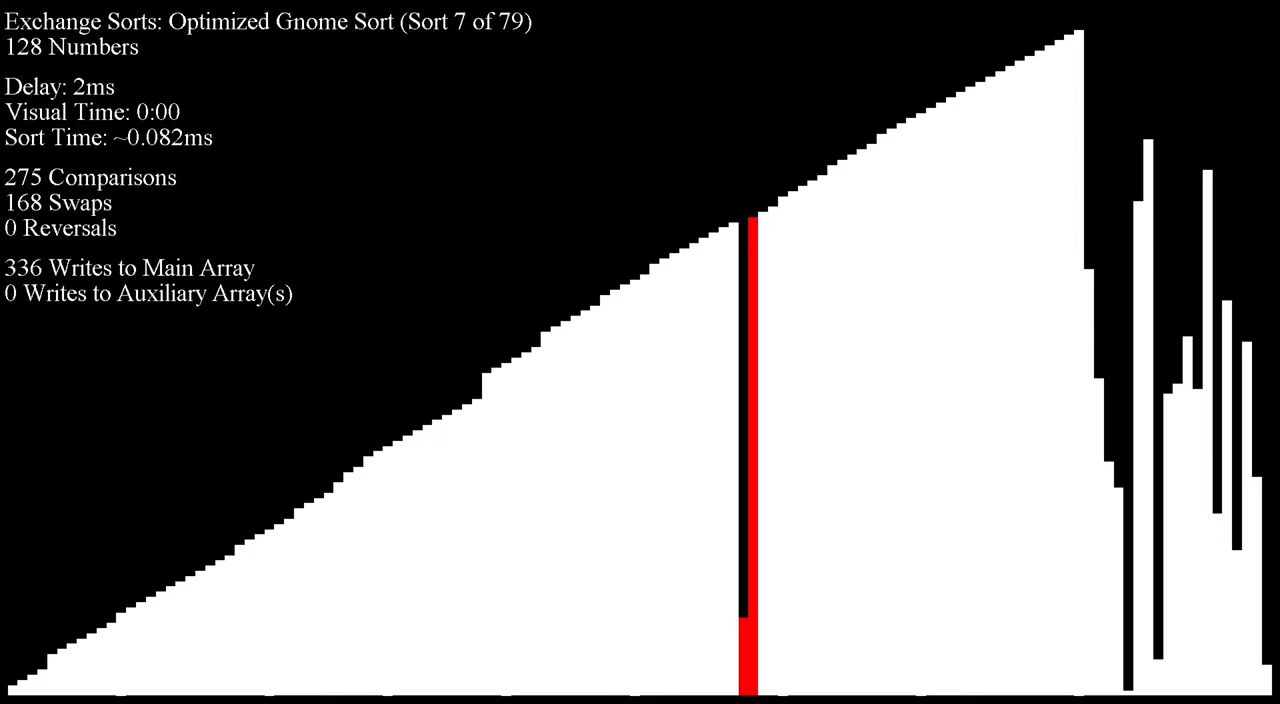 Exchange Sorts: Optimized Gnome Sort (Sort 7 of 79)
128 Numbers
Delay: 2ms
Visual Time: 0:00
Sort Time: ~0.082ms
275 Comparisons
168 Swaps
0 Reversals
336 Writes to Main Array
0 Writes to Auxiliary Array(s)